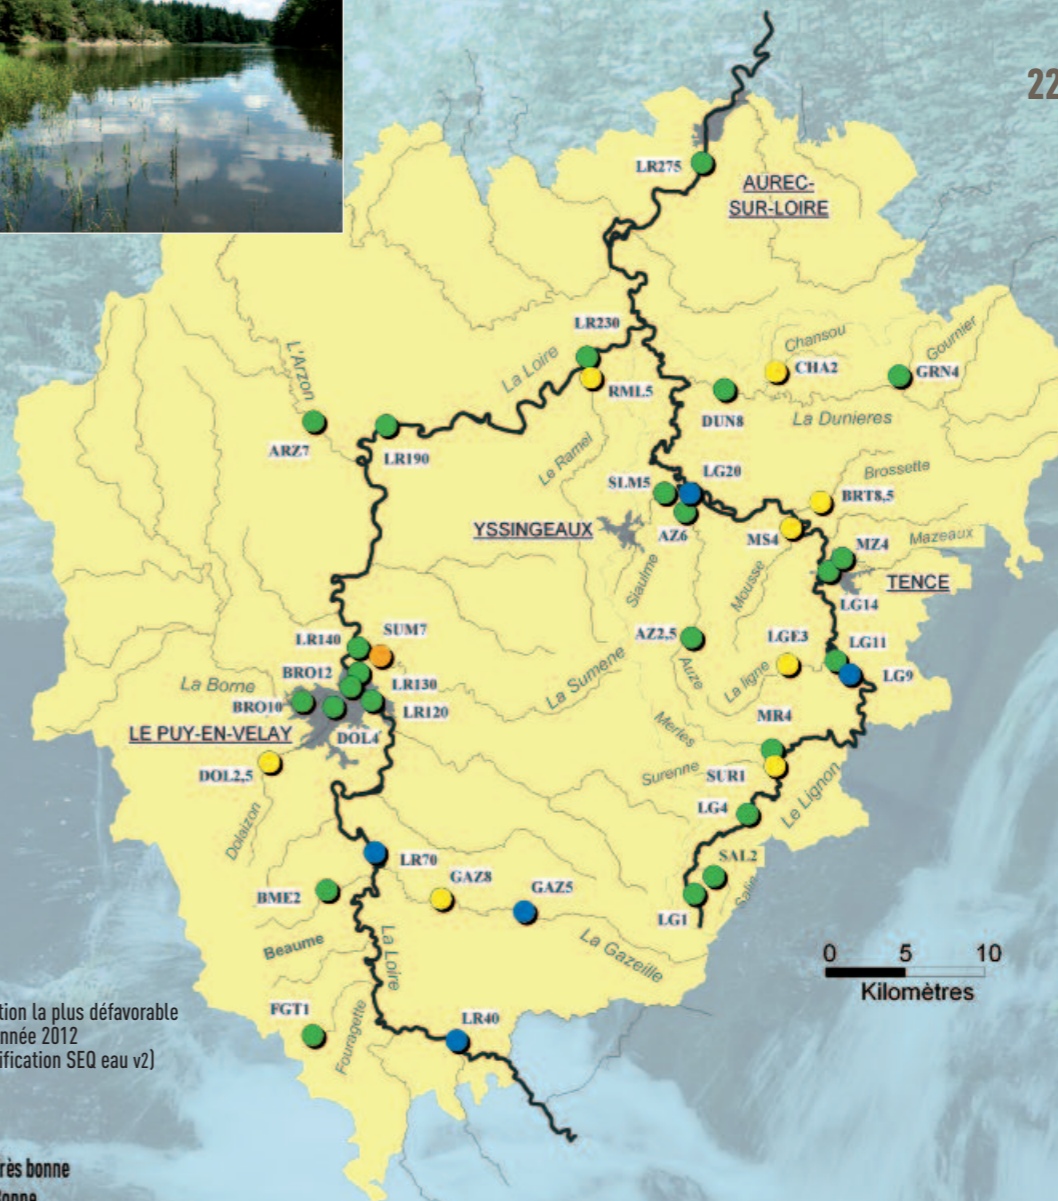 22
LR275
AUREC-
SUR-LOIRE
LR230
La Loire
RML5
Chansou
CHA2
Gournier
GRN4
L'Arzon
DUN8
La Dunieres
ARZ7
LR190
Le Ramel
LG20
SLM5
Brossette
BRT8,5
YSSINGEAUX
AZ6
MS4
MZ4
Mazeaux
Siaulme
Mousse
TENCE
LG14
LR140
SUM7
AZ2,5
LGE3
LG11
BRO12
La Borne
LR130
La Sumene
Auze
La ligne
LG9
BRO10
LR120
LE PUY-EN-VELAY
DOL4
Merles
MR4
DOL2,5
Surenne
SUR1
Le Lignon
Dolaizon
LG4
LR70
SAL2
BME2
GAZ8
GAZ5
LG1
Beaume
La Loire
La Gazeille
0 5 10
Kilomètres
FGT1
Fouragette
LR40
tion la plus défavorable
nnée 2012
ification SEQ eau v2)
rès bonne
Bonne